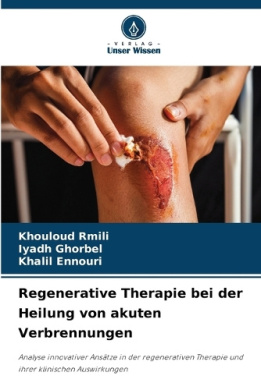 VERLAG
Unser Wissen
Khouloud Rmili
Iyadh Ghorbel
Khalil Ennouri
Regenerative Therapie bei der
Heilung von akuten
Verbrennungen
Analyse innovativer Ansätze in der regenerativen Therapie und
ihrer klinischen Auswirkungen